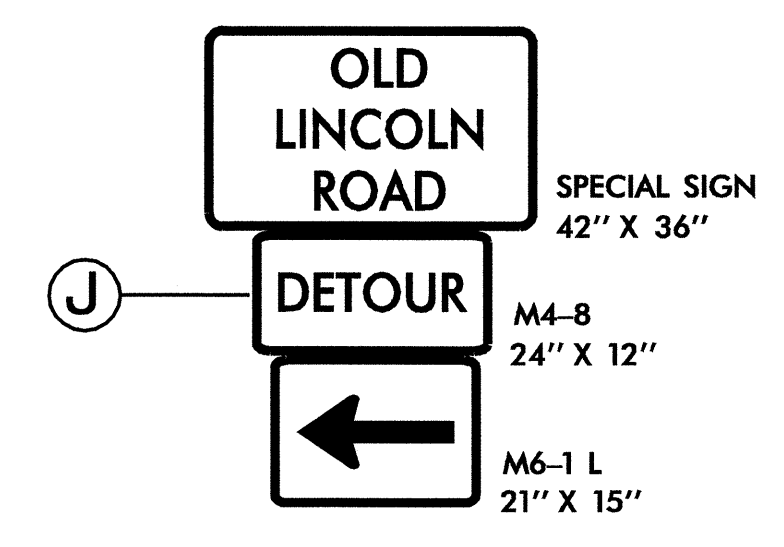 OLD
LINCOLN
ROAD
SPECIAL SIGN
42" X 36"
J
DETOUR
M4-8
24" X 12"
M6-1 L
21" X 15"